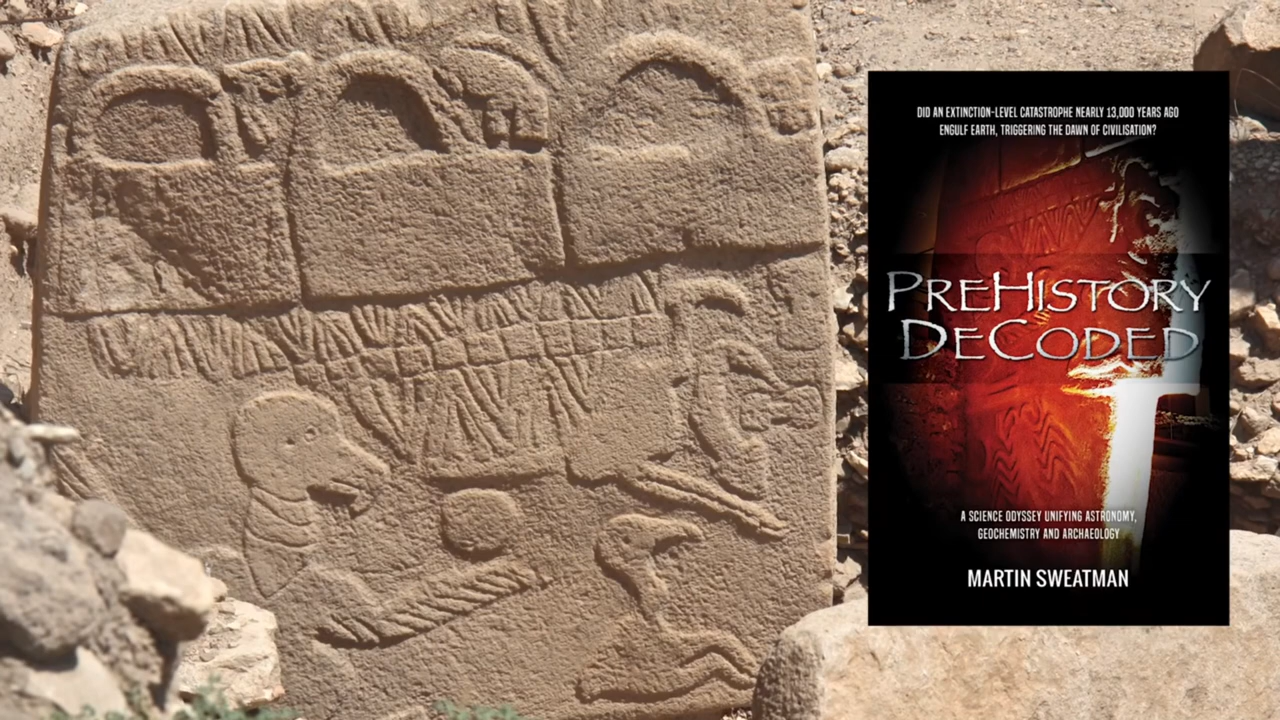 DID AN EXTINCTION-LEVEL CATASTROPHE NEARLY 13,000 YEARS AGO
ENGULF EARTH, TRIGGERING THE DAWN OF CIVILISATION?
PREHISTORY
DECODED
A SCIENCE ODYSSEY UNIFYING ASTRONOMY,
GEOCHEMISTRY AND ARCHAEOLOGY
MARTIN SWEATMAN